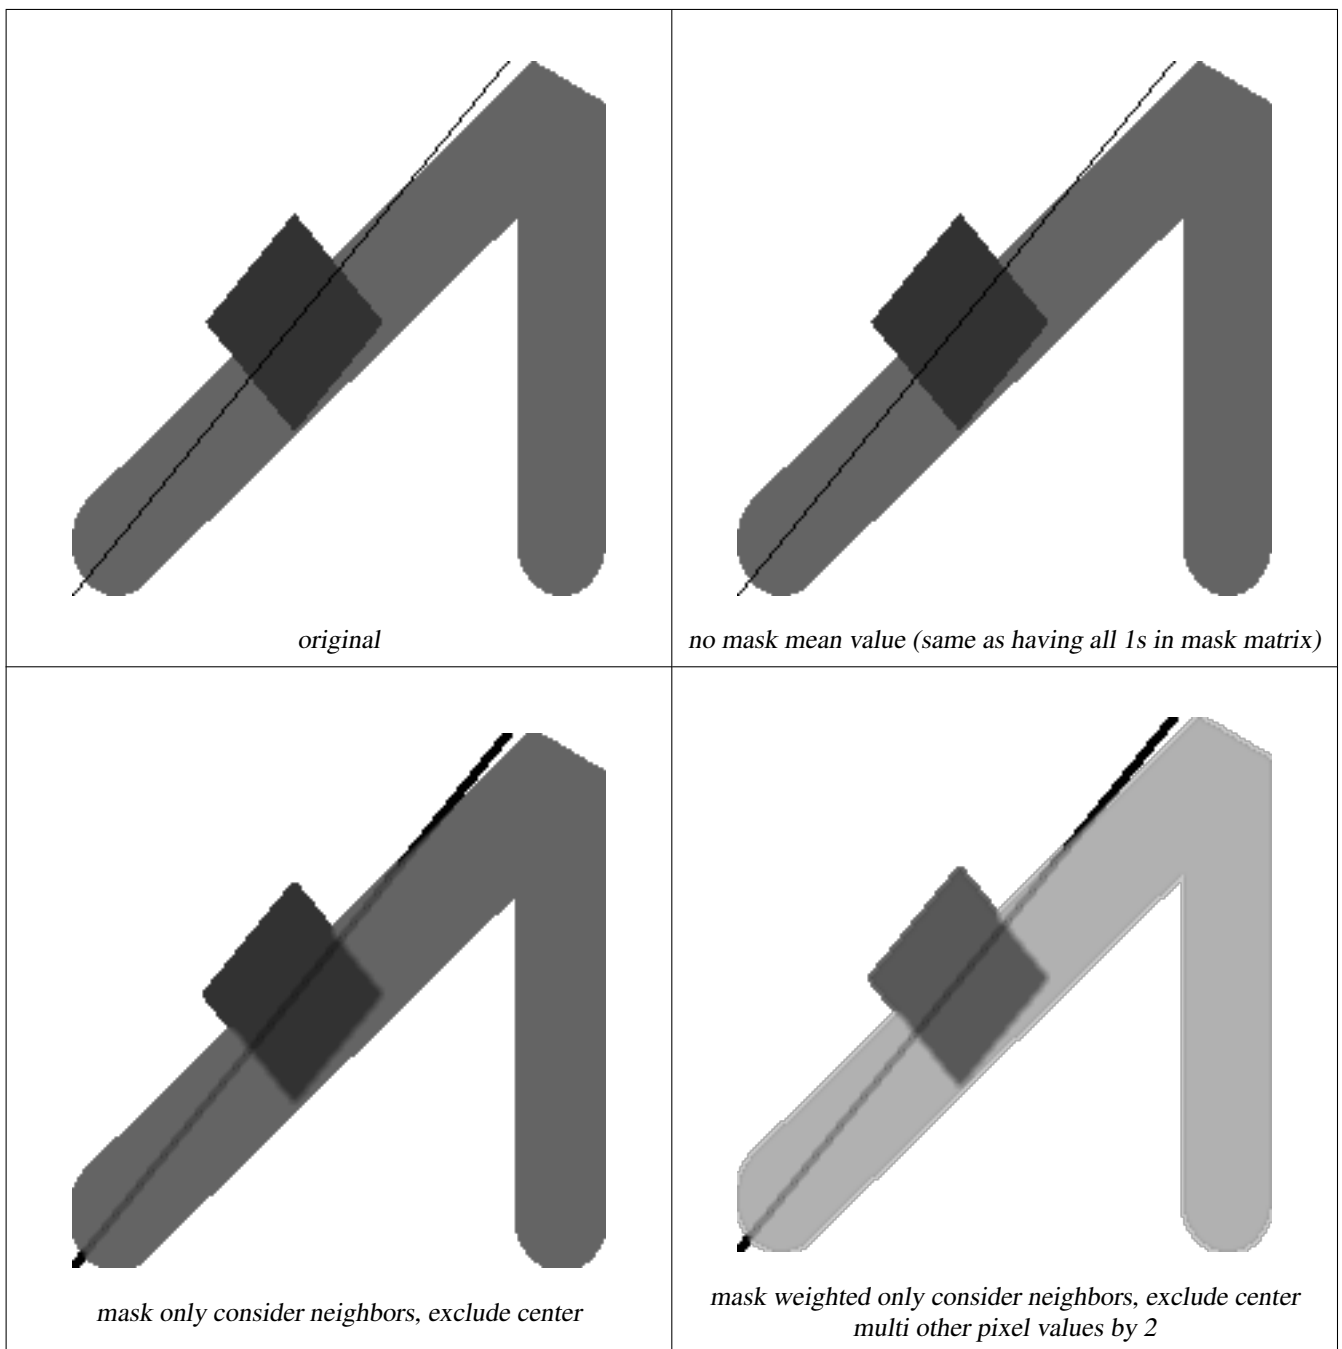 original
no mask mean value (same as having all 1s in mask matrix)
mask only consider neighbors, exclude center
mask weighted only consider neighbors, exclude center
multi other pixel values by 2